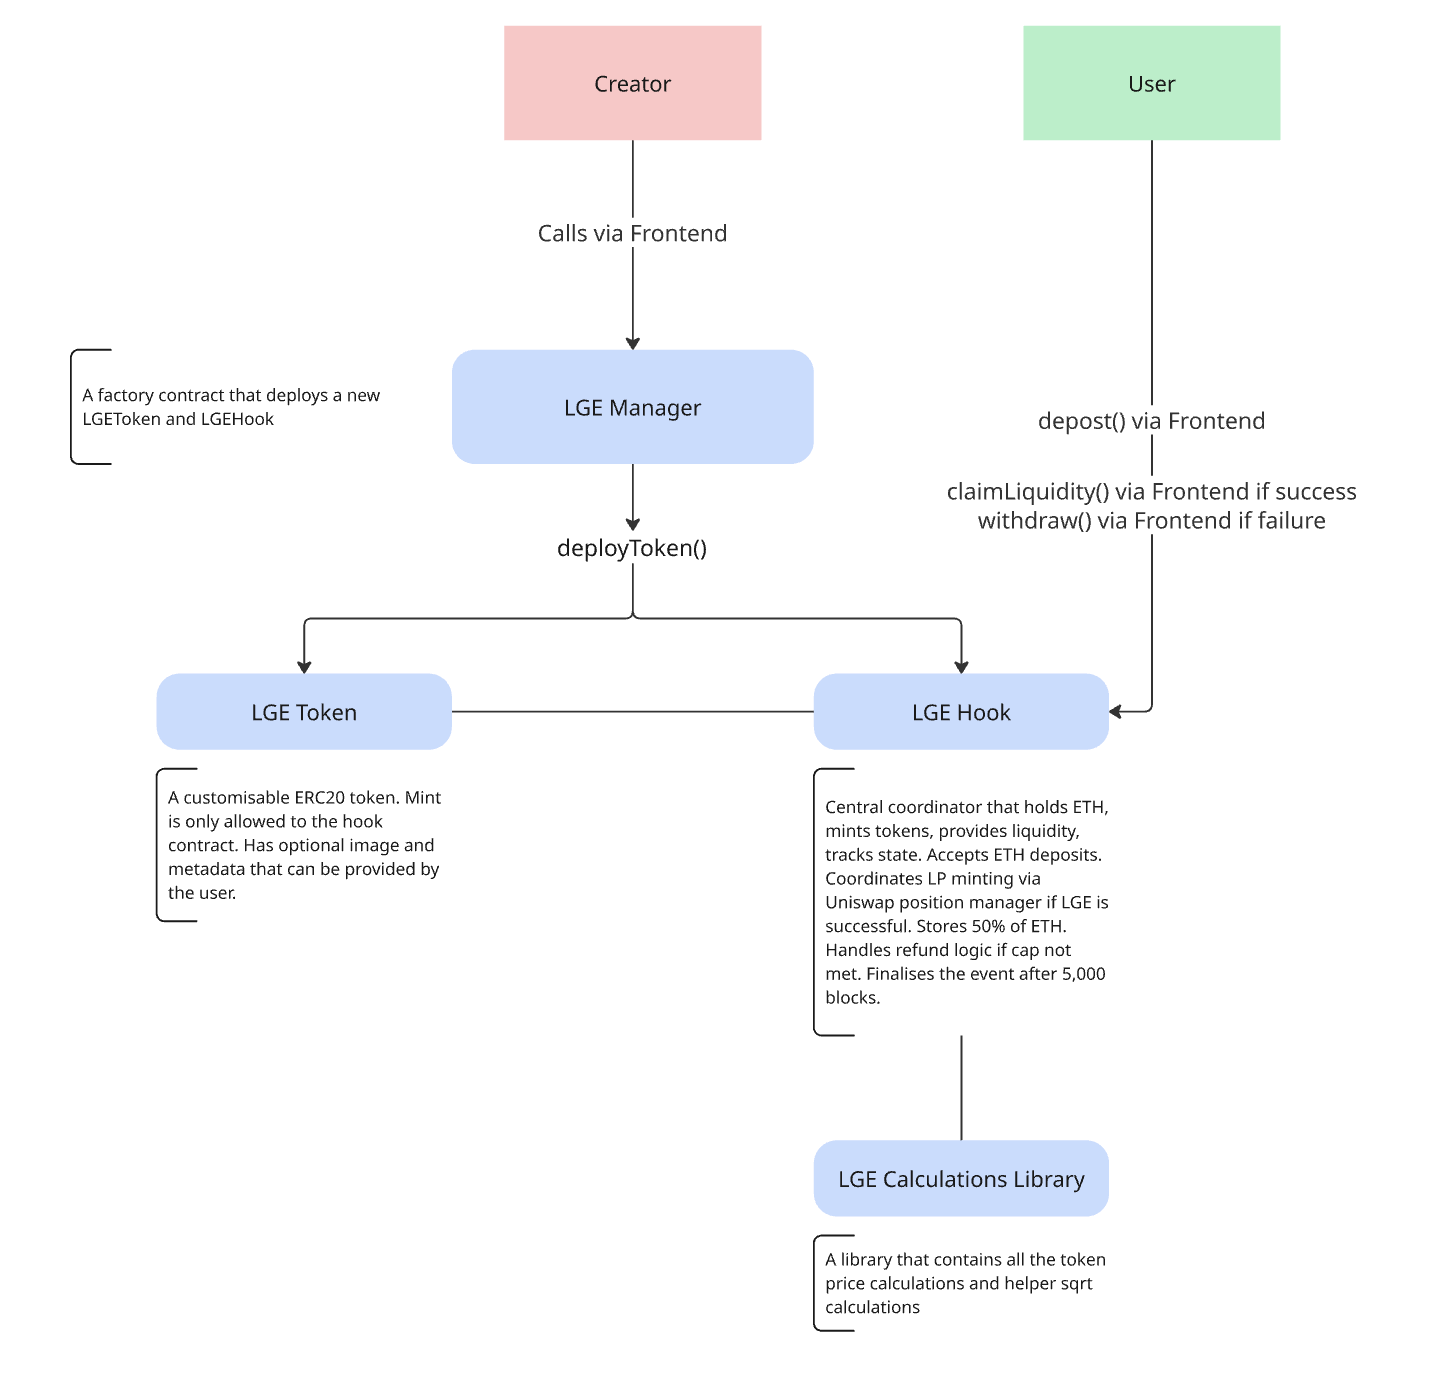 Creator
User
Calls via Frontend
A factory contract that deploys a new
LGEToken and LGEHook
LGE Manager
depost() via Frontend
claimLiquidity() via Frontend if success
withdraw() via Frontend if failure
deployToken()
LGE Token
LGE Hook
A customisable ERC20 token. Mint
is only allowed to the hook
contract. Has optional image and
metadata that can be provided by
the user.
Central coordinator that holds ETH,
mints tokens, provides liquidity,
tracks state. Accepts ETH deposits.
Coordinates LP minting via
Uniswap position manager if LGE is
successful. Stores 50% of ETH.
Handles refund logic if cap not
met. Finalises the event after 5,000
blocks.
LGE Calculations Library
A library that contains all the token
price calculations and helper sqrt
calculations